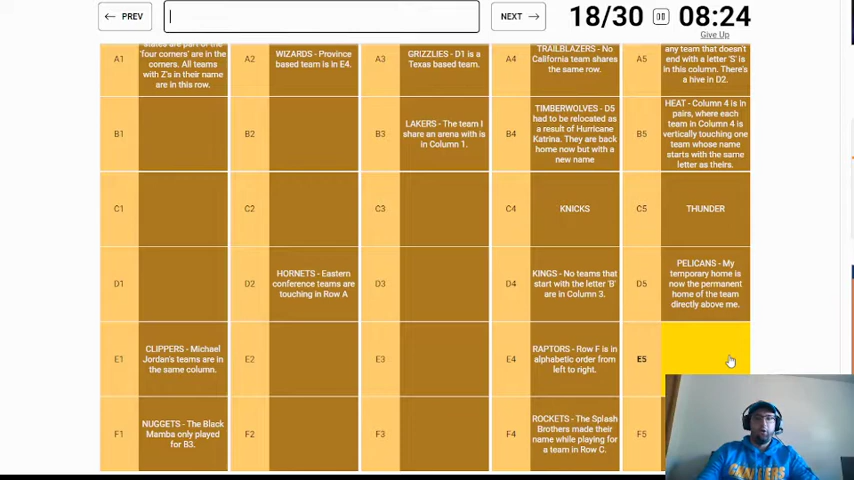 ← PREV
NEXT →
18/30
08:24
Give Up
A1
'four corners' are in the
corners. All teams
with Z's in their name
are in this row.
A2
WIZARDS - Province
based team is in E4.
A3
GRIZZLIES - D1 is a
Texas based team.
A4
TRAILBLAZERS - No
California team shares
the same row.
A5
any team that doesn't
end with a letter 'S' is
in this column. There's
a hive in D2.
B1
B2
B3
LAKERS - The team I
share an arena with is
in Column 1.
B4
TIMBERWOLVES - D5
had to be relocated as
a result of Hurricane
Katrina. They are back
home now but with a
new name
B5
HEAT - Column 4 is in
pairs, where each
team in Column 4 is
vertically touching one
team whose name
starts with the same
letter as theirs.
C1
C2
C3
C4
KNICKS
C5
THUNDER
D1
D2
HORNETS - Eastern
conference teams are
touching in Row A
D3
D4
KINGS - No teams that
start with the letter 'B'
are in Column 3.
D5
PELICANS - My
temporary home is
now the permanent
home of the team
directly above me.
E1
CLIPPERS - Michael
Jordan's teams are in
the same column.
E2
E3
E4
RAPTORS - Row F is in
alphabetic order from
left to right.
E5
F1
NUGGETS - The Black
Mamba only played
for B3.
F2
F3
F4
ROCKETS - The Splash
Brothers made their
name while playing for
a team in Row C.
F5